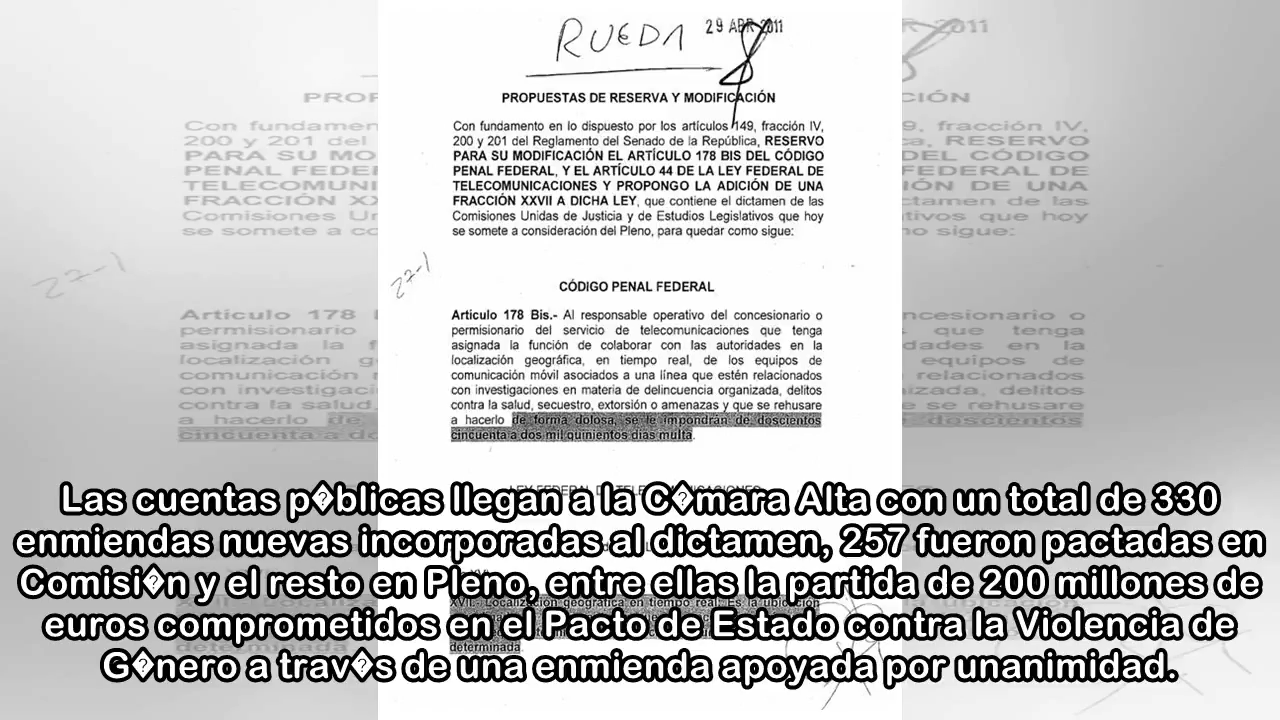 RUEDA
29 ABR 2011
PROPUESTAS DE RESERVA Y MODIFICACIÓN
Con fundamento en lo dispuesto por los artículos 149, fracción IV,
200 y 201 del Reglamento del Senado de la República, RESERVO
PARA SU MODIFICACIÓN EL ARTÍCULO 178 BIS DEL CÓDIGO
PENAL FEDERAL, Y EL ARTÍCULO 44 DE LA LEY FEDERAL DE
TELECOMUNICACIONES Y PROPONGO LA ADICIÓN DE UNA
FRACCIÓN XXVII A DICHA LEY, que contiene el dictamen de las
Comisiones Unidas de Justicia y de Estudios Legislativos que hoy
se somete a consideración del Pleno, para quedar como sigue:
27-1
CÓDIGO PENAL FEDERAL
Artículo 178 Bis.- Al responsable operativo del concesionario o
permisionario del servicio de telecomunicaciones que tenga
asignada la función de colaborar con las autoridades en la
localización geográfica, en tiempo real, de los equipos de
comunicación móvil asociados a una línea que estén relacionados
con investigaciones en materia de delincuencia organizada, delitos
contra la salud, secuestro, extorsión o amenazas y que se rehusare
a hacerlo de forma dolosa, se le impondrán de doscientos
cincuenta a dos mil quinientos días multa.
Las cuentas p�blicas llegan a la C�mara Alta con un total de 330
enmiendas nuevas incorporadas al dictamen, 257 fueron pactadas en
Comisi�n y el resto en Pleno, entre ellas la partida de 200 millones de
euros comprometidos en el Pacto de Estado contra la Violencia de
G�nero a trav�s de una enmienda apoyada por unanimidad.
XVII.- Localización geográfica en tiempo real: Es la ubicación
determinada